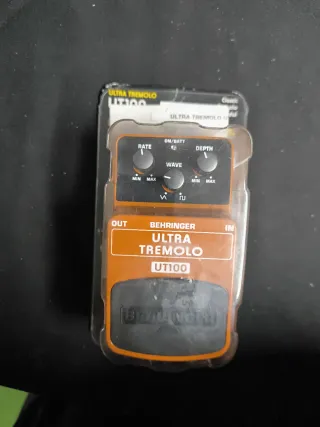 ULTRA TREMOLO
UT100
ULTRA TREMOLO
ON/BATT
RATE
DEPTH
WAVE
MIN MAX
MIN MAX
OUT BEHRINGER IN
ULTRA
TREMOLO
UT100
BEHRINGER